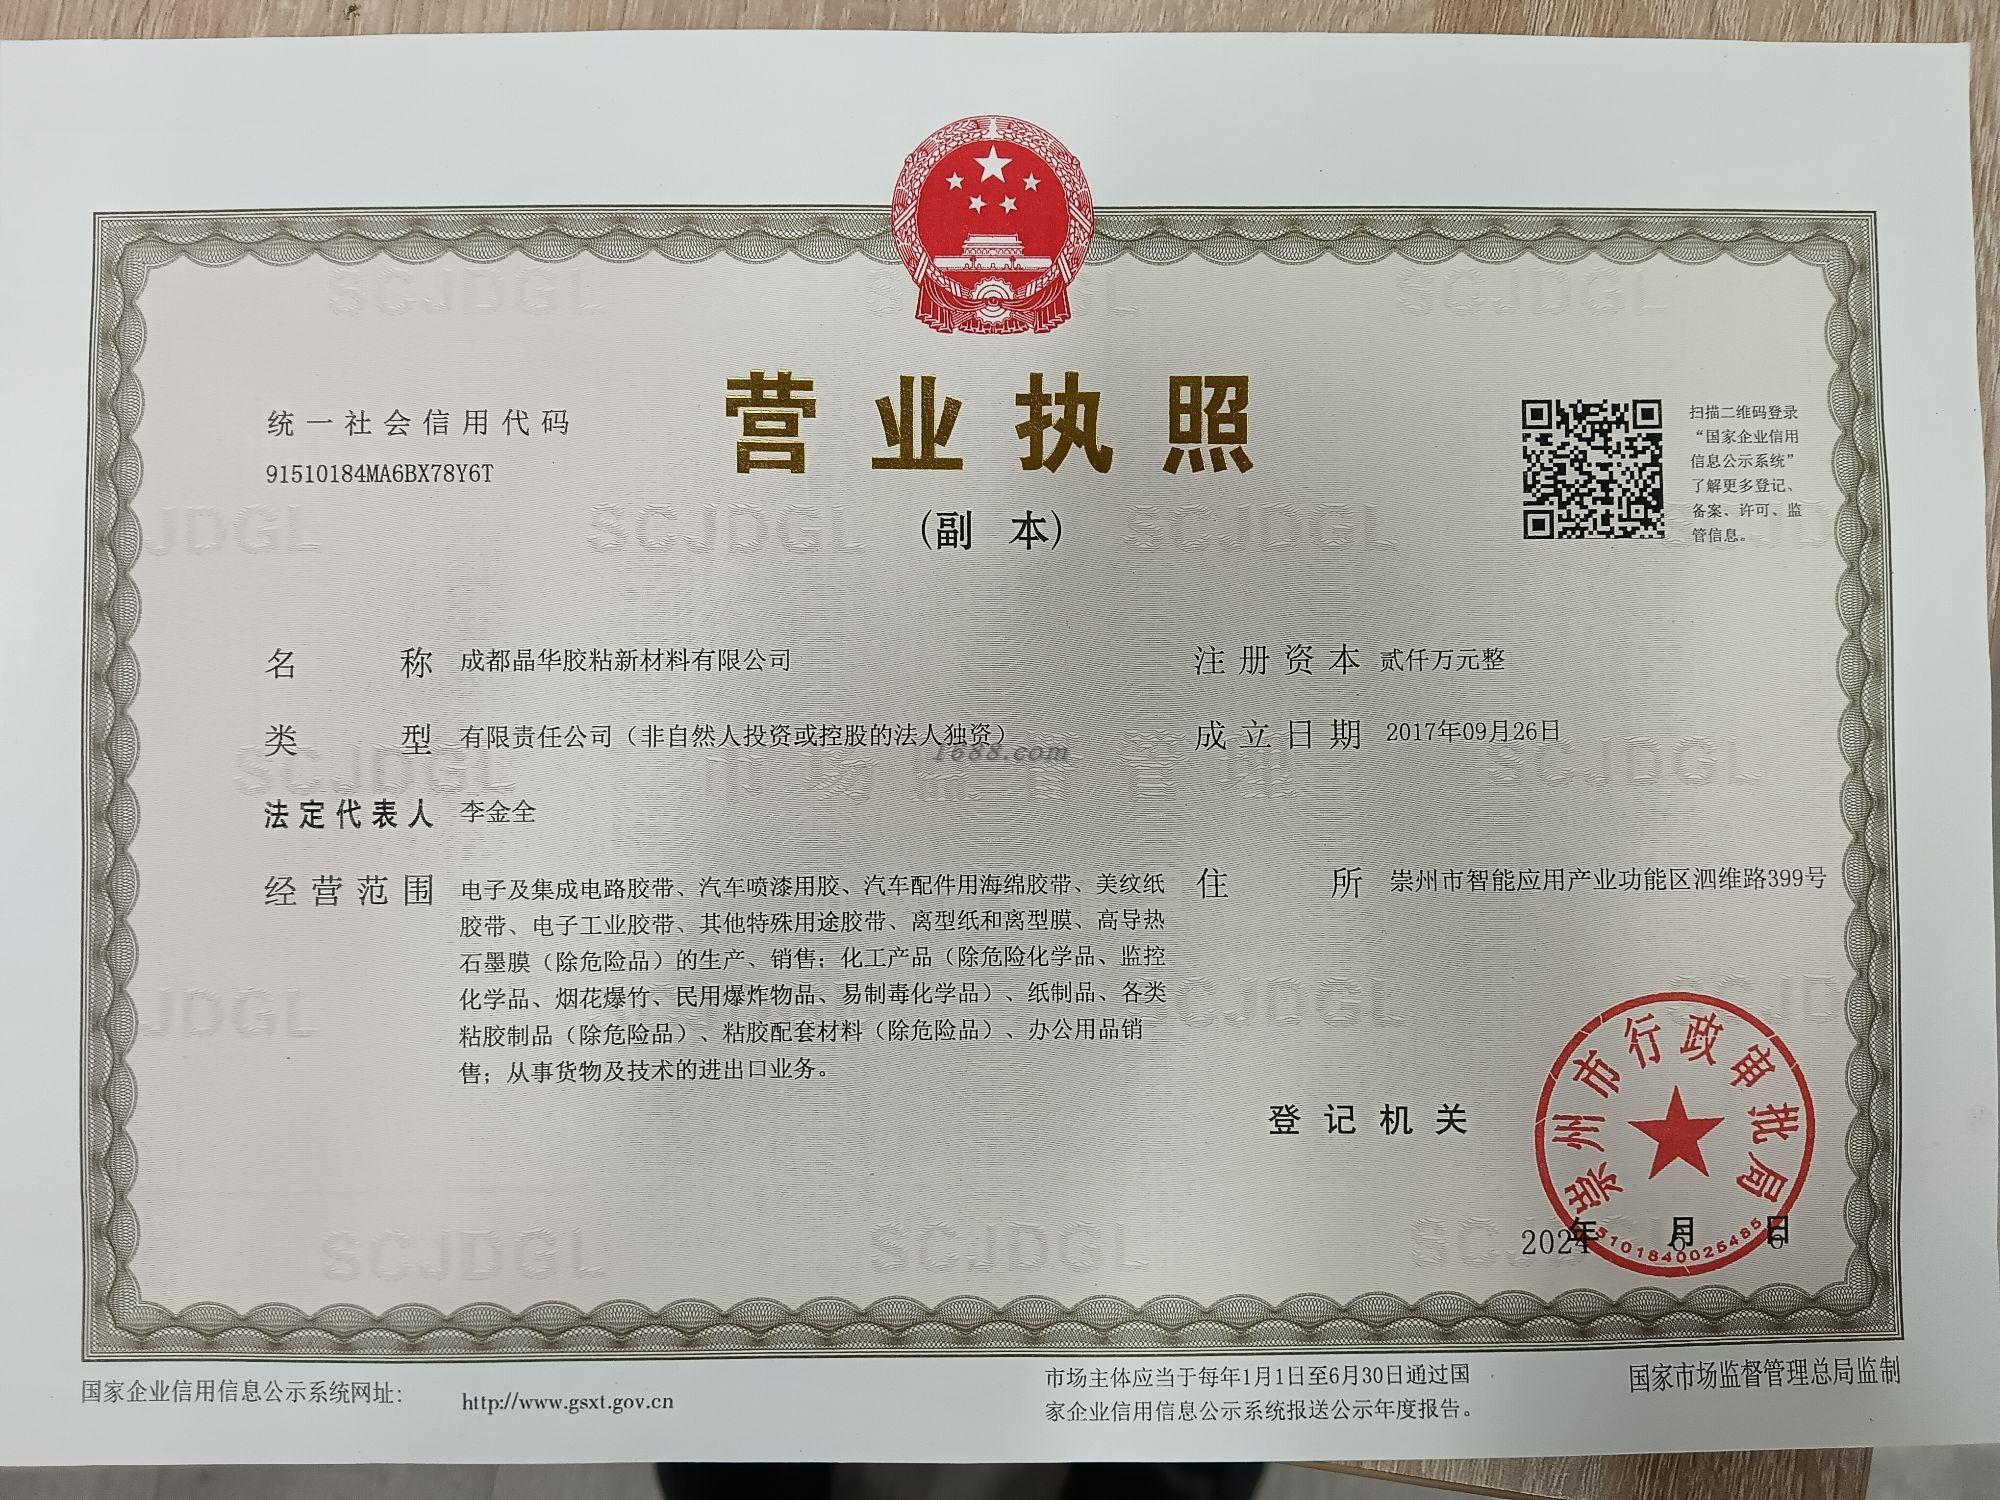 营业执照
(副 本)
统一社会信用代码
91510184MA6BX78Y6T
扫描二维码登录
“国家企业信用
信息公示系统”
了解更多登记、
备案、许可、监
管信息。
名 称 成都晶华胶粘新材料有限公司
类 型 有限责任公司（非自然人投资或控股的法人独资）
法定代表人 李金全
经营范围 电子及集成电路胶带、汽车喷漆用胶、汽车配件用海绵胶带、美纹纸
胶带、电子工业胶带、其他特殊用途胶带、离型纸和离型膜、高导热
石墨膜（除危险品）的生产、销售；化工产品（除危险化学品、监控
化学品、烟花爆竹、民用爆炸物品、易制毒化学品）、纸制品、各类
粘胶制品（除危险品）、粘胶配套材料（除危险品）、办公用品销
售；从事货物及技术的进出口业务。
注册资本 贰仟万元整
成立日期 2017年09月26日
住 所 崇州市智能应用产业功能区泗维路399号
1688.com
登记机关
崇州市行政审批局
5101840025485
2024年 6月 6日
SCJDGL
国家企业信用信息公示系统网址：
http://www.gsxt.gov.cn
市场主体应当于每年1月1日至6月30日通过国
家企业信用信息公示系统报送公示年度报告。
国家市场监督管理总局监制